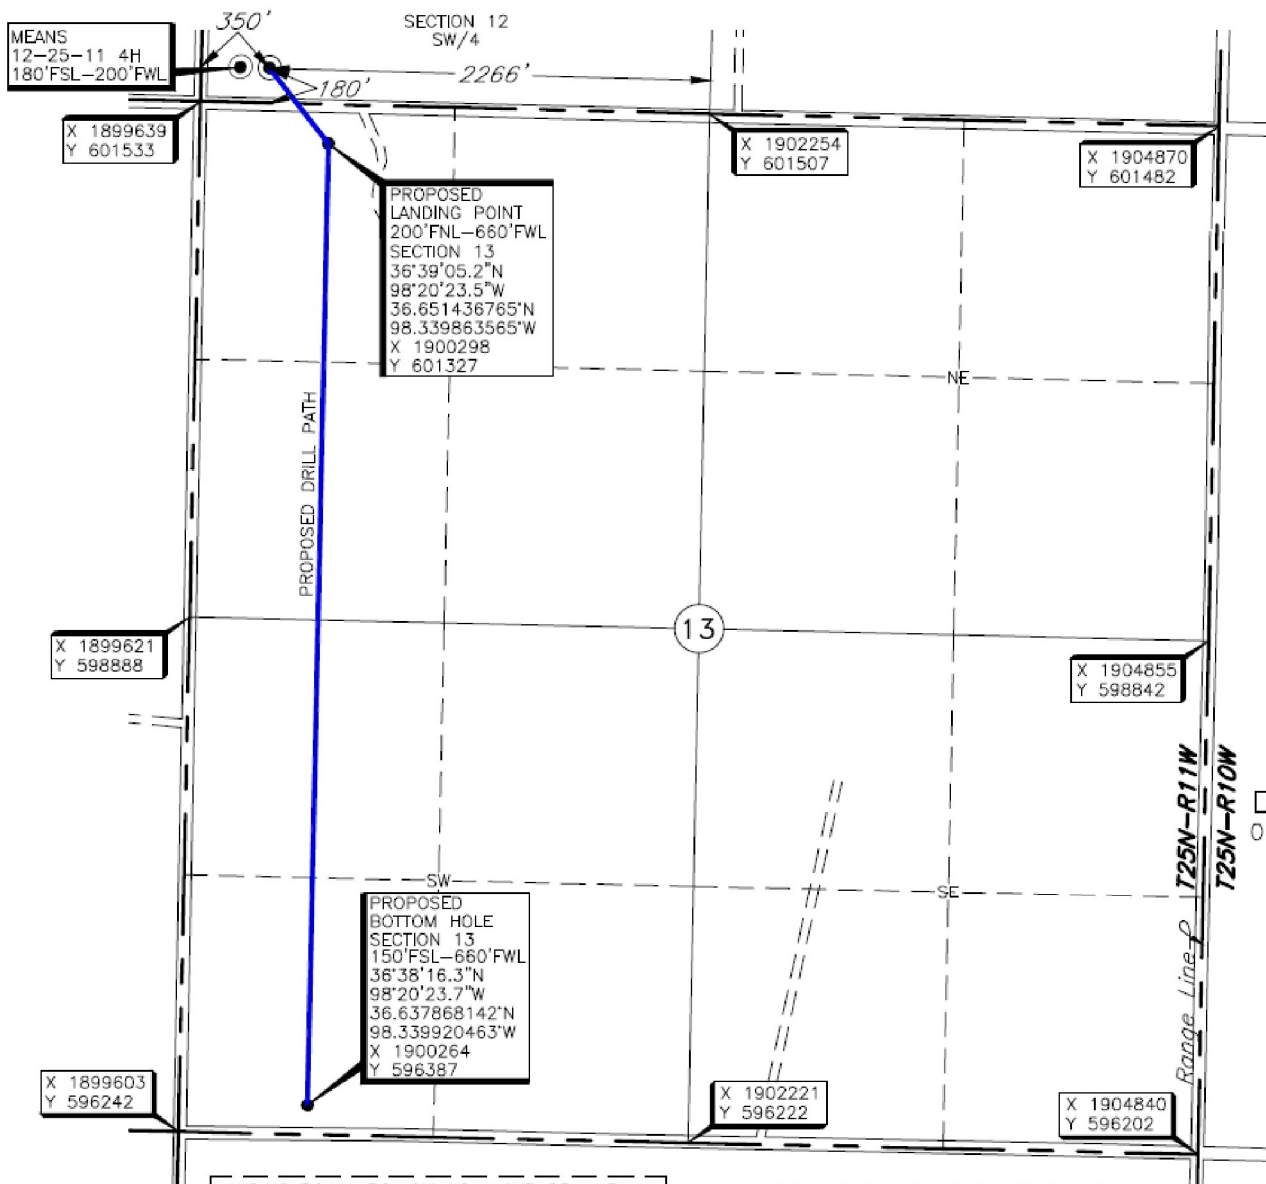 350'
SECTION 12
SW/4
MEANS
12-25-11 4H
180'FSL-200'FWL
2266'
180'
X 1899639
Y 601533
X 1902254
Y 601507
X 1904870
Y 601482
PROPOSED
LANDING POINT
200'FNL-660'FWL
SECTION 13
36°39'05.2"N
98°20'23.5"W
36.651436765°N
98.339863565°W
X 1900298
Y 601327
NE
PROPOSED DRILL PATH
13
X 1899621
Y 598888
X 1904855
Y 598842
T25N-R11W
T25N-R10W
SW
SE
PROPOSED
BOTTOM HOLE
SECTION 13
150'FSL-660'FWL
36°38'16.3"N
98°20'23.7"W
36.637868142°N
98.339920463°W
X 1900264
Y 596387
Range Line
X 1899603
Y 596242
X 1902221
Y 596222
X 1904840
Y 596202